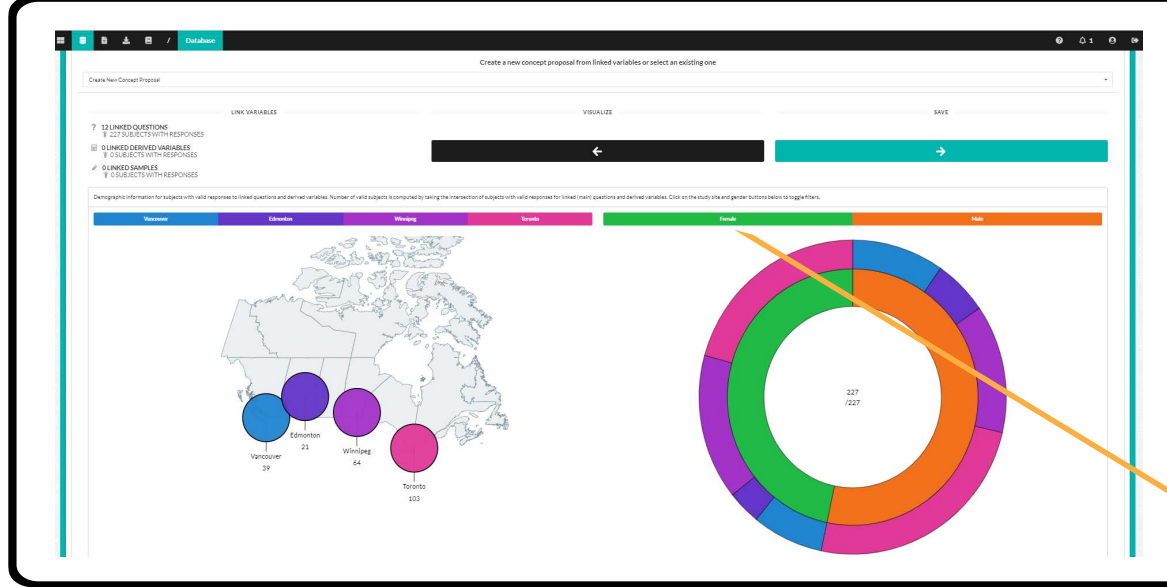 / Database
1
Create a new concept proposal from linked variables or select an existing one
Create New Concept Proposal
LINK VARIABLES
VISUALIZE
SAVE
? 12 LINKED QUESTIONS
227 SUBJECTS WITH RESPONSES
0 LINKED DERIVED VARIABLES
0 SUBJECTS WITH RESPONSES
0 LINKED SAMPLES
0 SUBJECTS WITH RESPONSES
Demographic information for subjects with valid responses to linked questions and derived variables. Number of valid subjects is computed by taking the intersection of subjects with valid responses for linked (main) questions and derived variables. Click on the study site and gender buttons below to toggle filters.
Vancouver Edmonton Winnipeg Toronto Female Male
Vancouver
39
Edmonton
21
Winnipeg
64
Toronto
103
227
/227